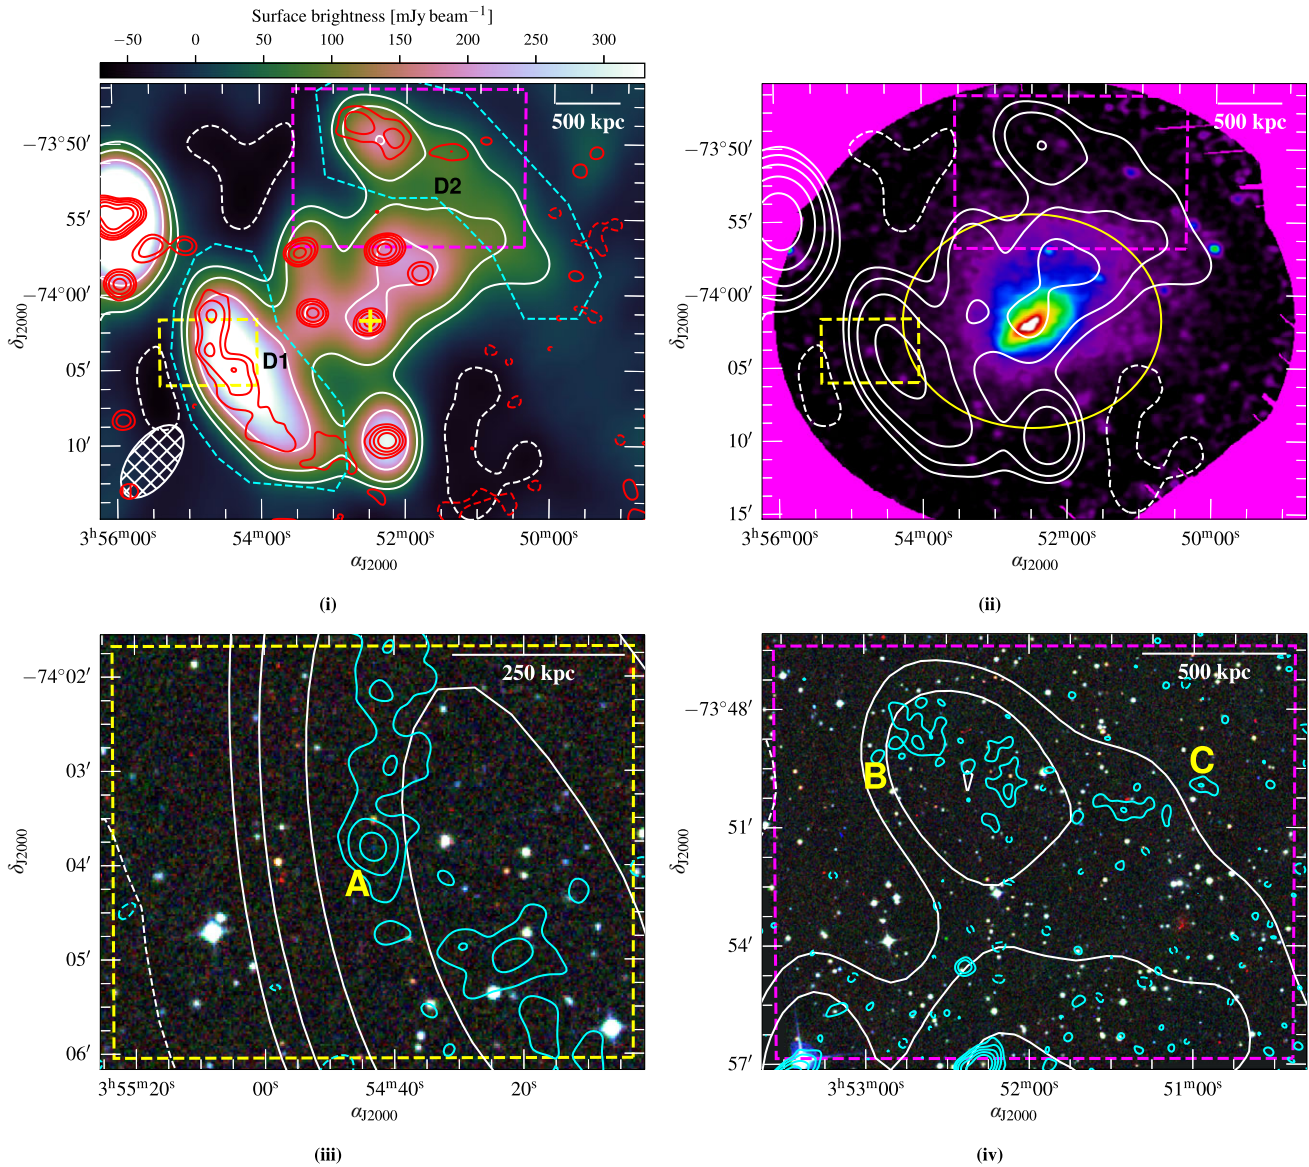 Surface brightness [mJy beam−1]
−50 0 50 100 150 200 250 300
500 kpc
−73°50′
55′
−74°00′
05′
10′
δJ2000
D2
D1
3h56m00s 54m00s 52m00s 50m00s
αJ2000
(i)
500 kpc
−73°50′
55′
−74°00′
05′
10′
15′
δJ2000
3h56m00s 54m00s 52m00s 50m00s
αJ2000
(ii)
250 kpc
−74°02′
03′
04′
05′
06′
δJ2000
A
3h55m20s 00s 54m40s 20s
αJ2000
(iii)
500 kpc
−73°48′
51′
54′
57′
δJ2000
B
C
3h53m00s 52m00s 51m00s
αJ2000
(iv)